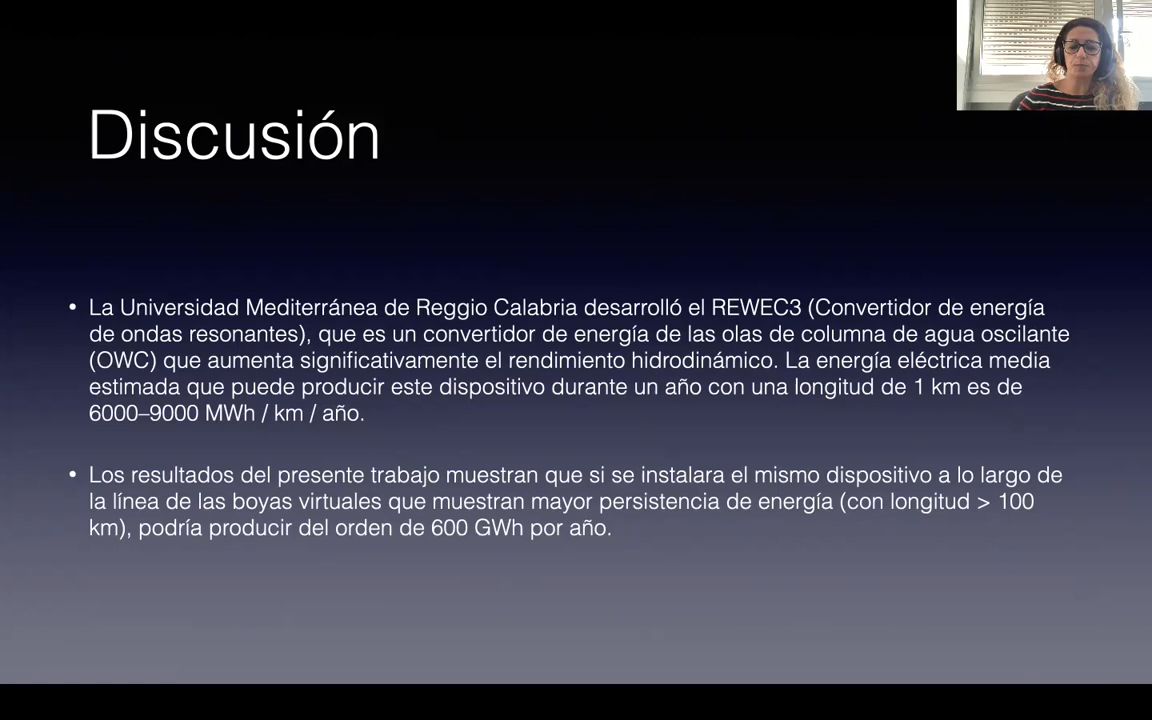 Discusión
• La Universidad Mediterránea de Reggio Calabria desarrolló el REWEC3 (Convertidor de energía
de ondas resonantes), que es un convertidor de energía de las olas de columna de agua oscilante
(OWC) que aumenta significativamente el rendimiento hidrodinámico. La energía eléctrica media
estimada que puede producir este dispositivo durante un año con una longitud de 1 km es de
6000–9000 MWh / km / año.
• Los resultados del presente trabajo muestran que si se instalara el mismo dispositivo a lo largo de
la línea de las boyas virtuales que muestran mayor persistencia de energía (con longitud > 100
km), podría producir del orden de 600 GWh por año.